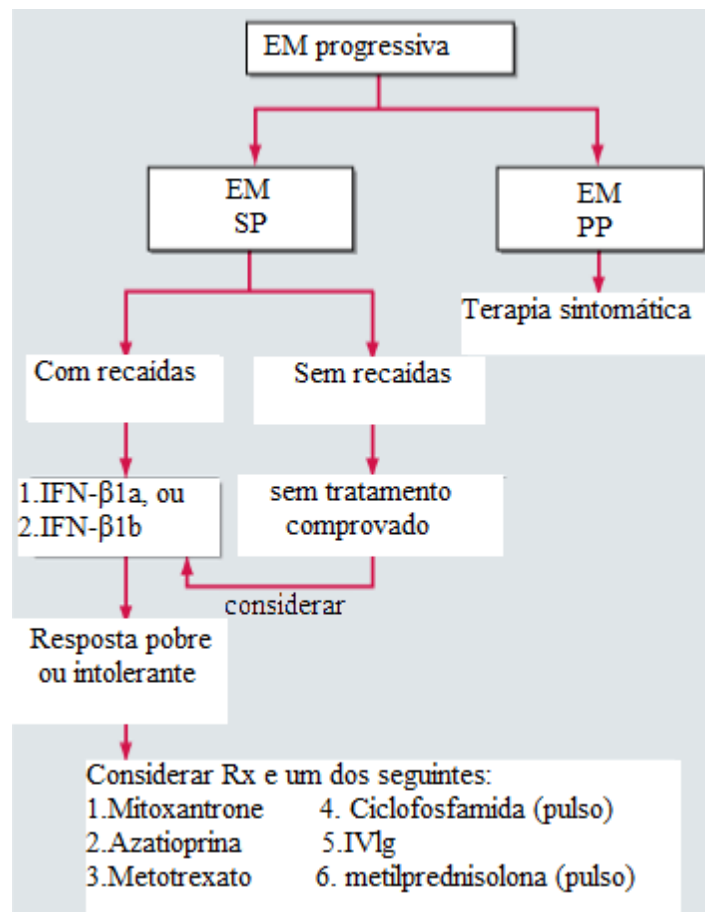 EM progressiva
EM
SP
EM
PP
Terapia sintomática
Com recaidas
Sem recaidas
1.IFN-β1a, ou
2.IFN-β1b
sem tratamento
comprovado
considerar
Resposta pobre
ou intolerante
Considerar Rx e um dos seguintes:
1.Mitoxantrone 4. Ciclofosfamida (pulso)
2.Azatioprina 5.IVlg
3.Metotrexato 6. metilprednisolona (pulso)